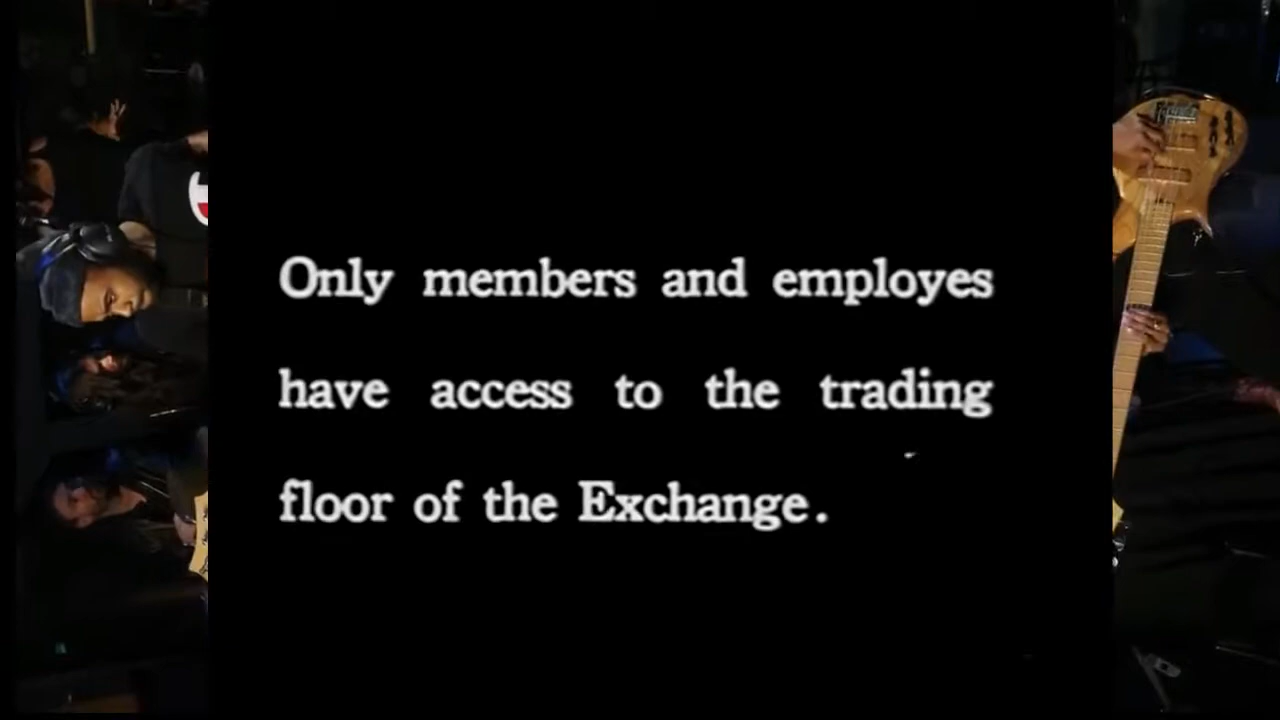 Only members and employes
have access to the trading
floor of the Exchange.